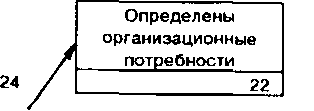 Определены
организационные
потребности
22
24